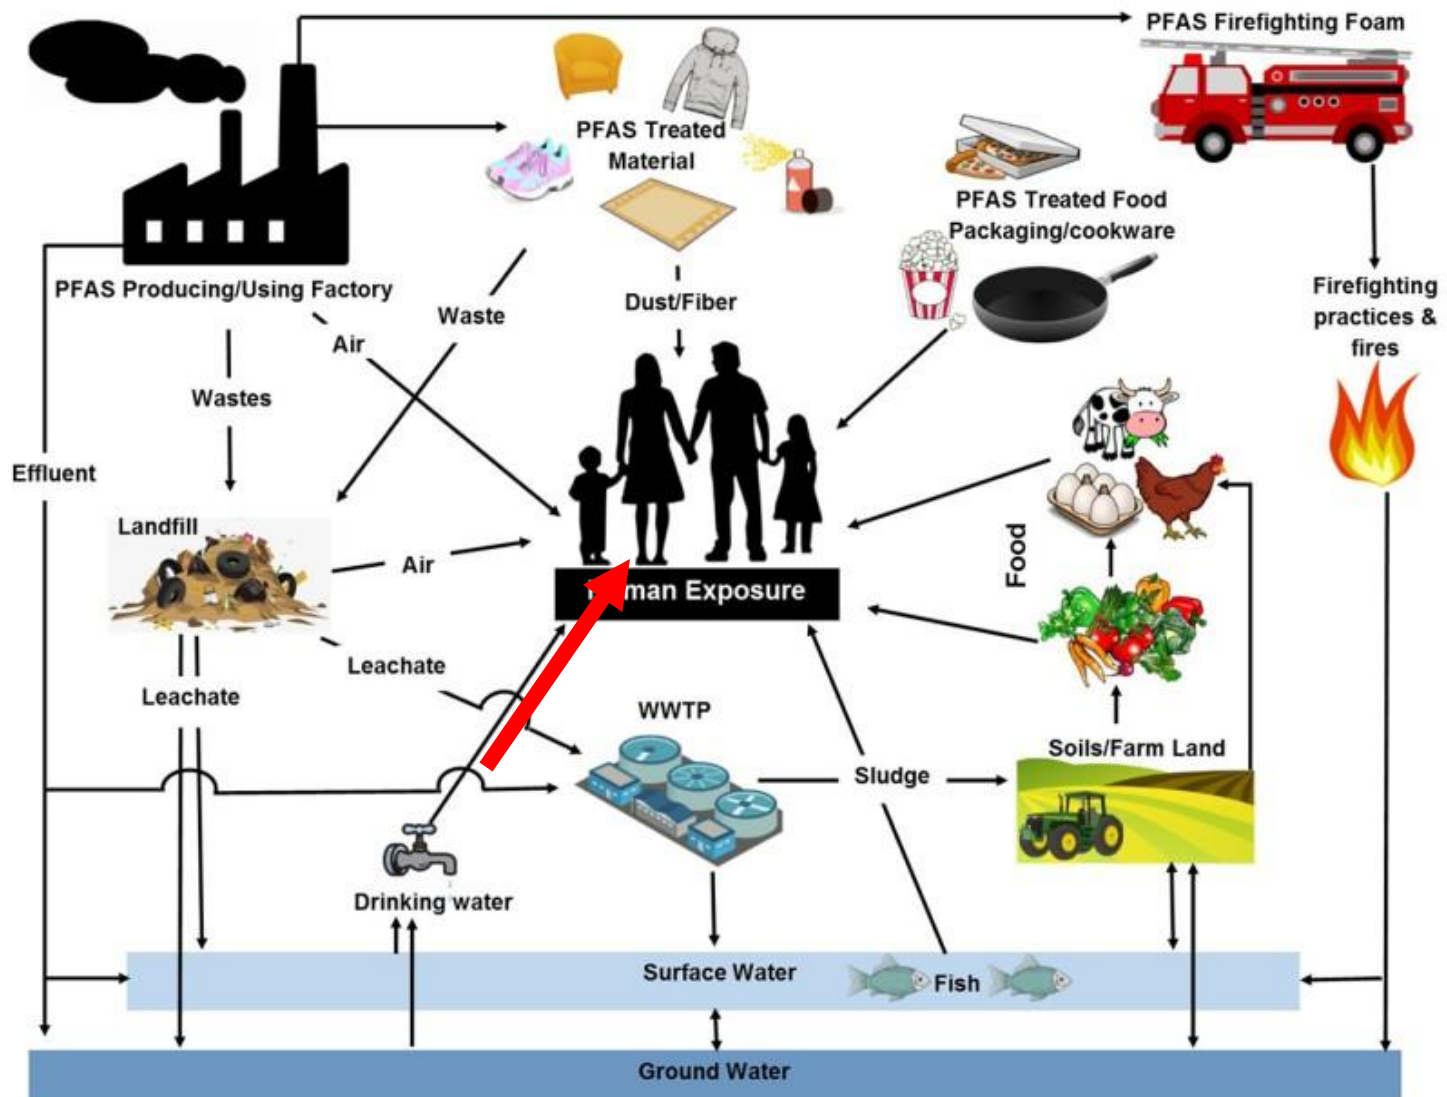 PFAS Firefighting Foam
PFAS Treated
Material
PFAS Treated Food
Packaging/cookware
PFAS Producing/Using Factory
Waste
Dust/Fiber
Firefighting
practices &
fires
Air
Wastes
Effluent
Landfill
Air
Food
man Exposure
Leachate
Leachate
WWTP
Soils/Farm Land
Sludge
Drinking water
Surface Water
Fish
Ground Water